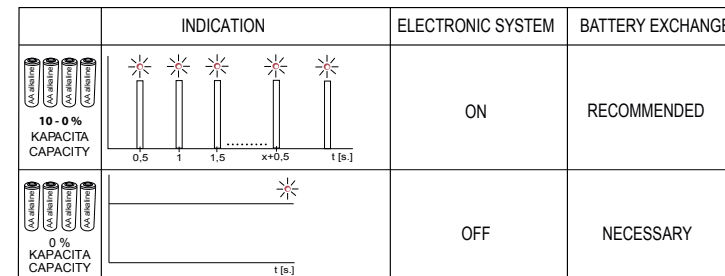 INDICATION ELECTRONIC SYSTEM BATTERY EXCHANGE
AA alkaline AA alkaline AA alkaline AA alkaline
10 - 0 %
KAPACITA
CAPACITY
0,5 1 1,5 ......... x+0,5 t [s.]
ON
RECOMMENDED
AA alkaline AA alkaline AA alkaline AA alkaline
0 %
KAPACITA
CAPACITY
t [s.]
OFF
NECESSARY